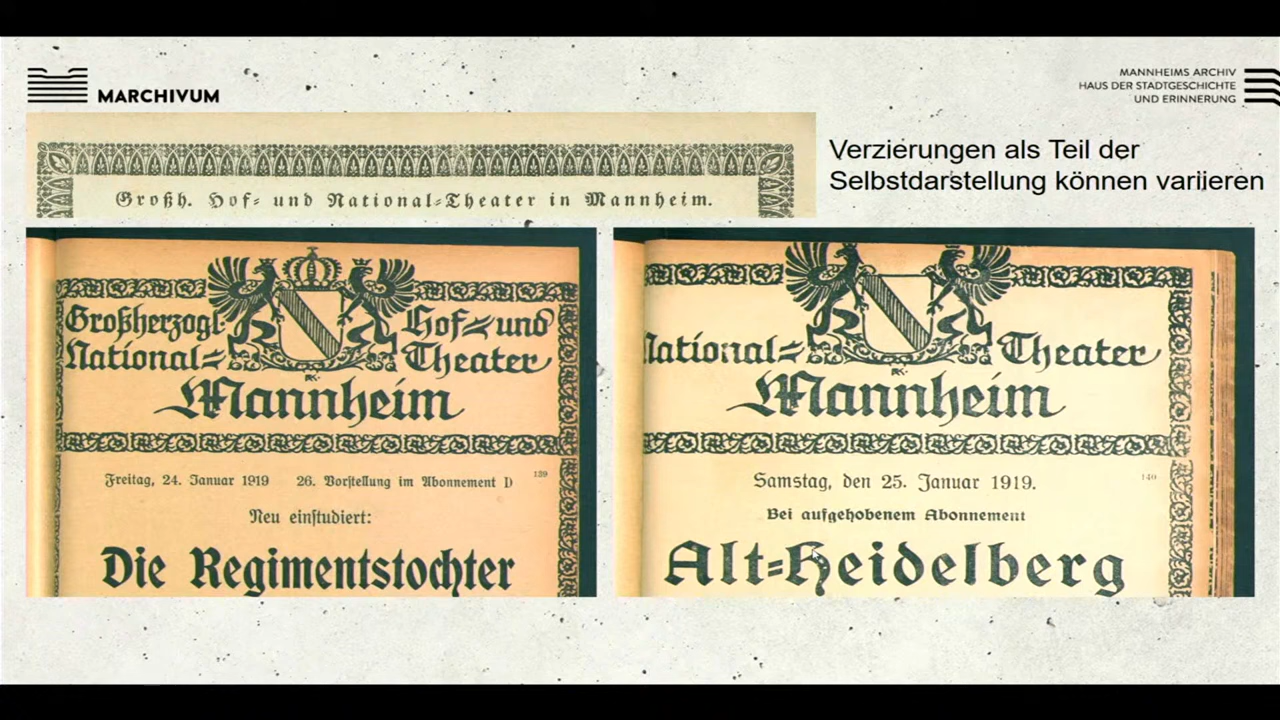 MARCHIVUM
MANNHEIMS ARCHIV
HAUS DER STADTGESCHICHTE
UND ERINNERUNG
Verzierungen als Teil der
Selbstdarstellung können variieren
Großh. Hof- und National-Theater in Mannheim.
Großherzogl. Hof- und
National- Theater
Mannheim
Freitag, 24. Januar 1919 26. Vorstellung im Abonnement D
139
Neu einstudiert:
Die Regimentstochter
National- Theater
Mannheim
Samstag, den 25. Januar 1919.
140
Bei aufgehobenem Abonnement
Alt-Heidelberg